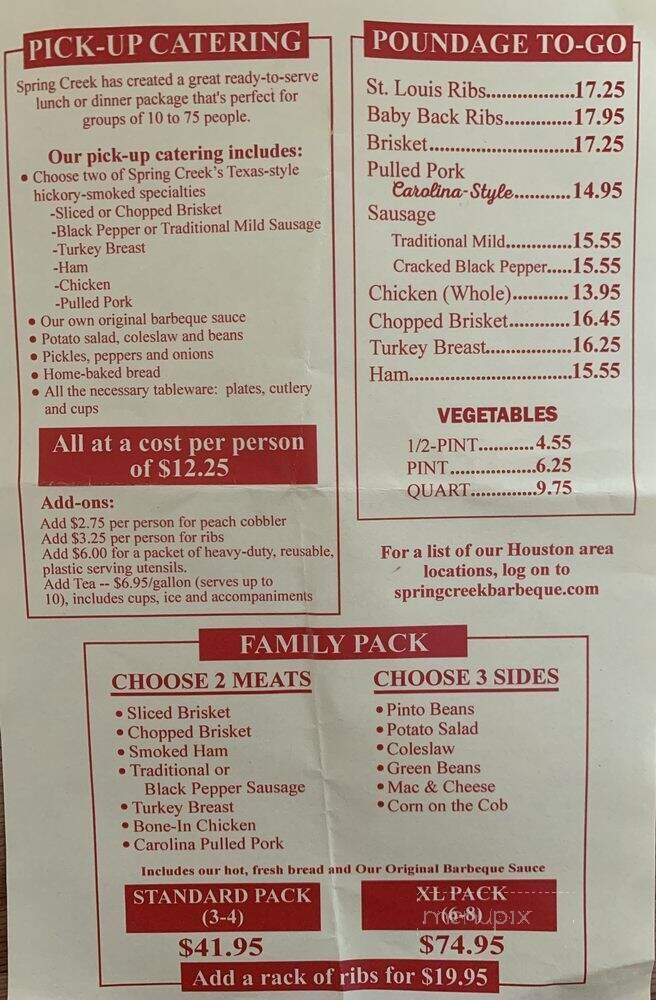 PICK-UP CATERING
Spring Creek has created a great ready-to-serve
lunch or dinner package that's perfect for
groups of 10 to 75 people.
Our pick-up catering includes:
• Choose two of Spring Creek's Texas-style
hickory-smoked specialties
-Sliced or Chopped Brisket
-Black Pepper or Traditional Mild Sausage
-Turkey Breast
-Ham
-Chicken
-Pulled Pork
• Our own original barbeque sauce
• Potato salad, coleslaw and beans
• Pickles, peppers and onions
• Home-baked bread
• All the necessary tableware: plates, cutlery
and cups
All at a cost per person
of $12.25
Add-ons:
Add $2.75 per person for peach cobbler
Add $3.25 per person for ribs
Add $6.00 for a packet of heavy-duty, reusable,
plastic serving utensils.
Add Tea -- $6.95/gallon (serves up to
10), includes cups, ice and accompaniments
POUNDAGE TO-GO
St. Louis Ribs..................17.25
Baby Back Ribs.............17.95
Brisket............................17.25
Pulled Pork
Carolina-Style...........14.95
Sausage
Traditional Mild.............15.55
Cracked Black Pepper.....15.55
Chicken (Whole)........... 13.95
Chopped Brisket............16.45
Turkey Breast.................16.25
Ham................................15.55
VEGETABLES
1/2-PINT...........4.55
PINT.................6.25
QUART.............9.75
For a list of our Houston area
locations, log on to
springcreekbarbeque.com
FAMILY PACK
CHOOSE 2 MEATS
• Sliced Brisket
• Chopped Brisket
• Smoked Ham
• Traditional or
Black Pepper Sausage
• Turkey Breast
• Bone-In Chicken
• Carolina Pulled Pork
CHOOSE 3 SIDES
• Pinto Beans
• Potato Salad
• Coleslaw
• Green Beans
• Mac & Cheese
• Corn on the Cob
Includes our hot, fresh bread and Our Original Barbeque Sauce
STANDARD PACK
(3-4)
$41.95
XL PACK
(6-8)
menupix
$74.95
Add a rack of ribs for $19.95